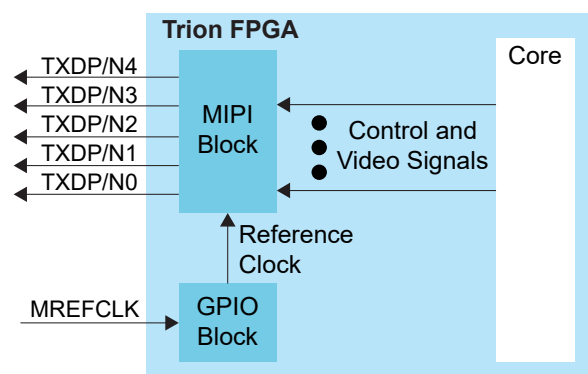 Trion FPGA
Core
TXDP/N4
TXDP/N3
TXDP/N2
TXDP/N1
TXDP/N0
MIPI
Block
Control and
Video Signals
Reference
Clock
MREFCLK
GPIO
Block